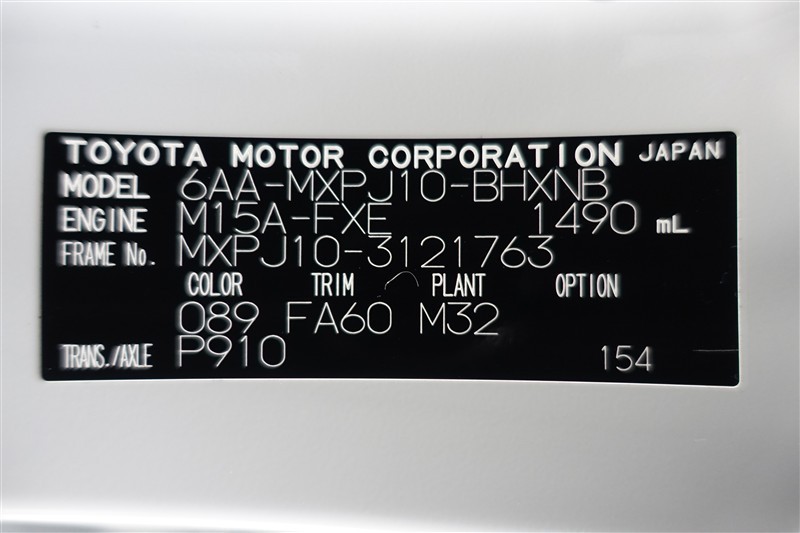 TOYOTA MOTOR CORPORATION JAPAN
MODEL 6AA-MXPJ10-BHXNB
ENGINE M15A-FXE 1490 mL
FRAME No. MXPJ10-3121763
COLOR TRIM PLANT OPTION
089 FA60 M32
TRANS./AXLE P910 154